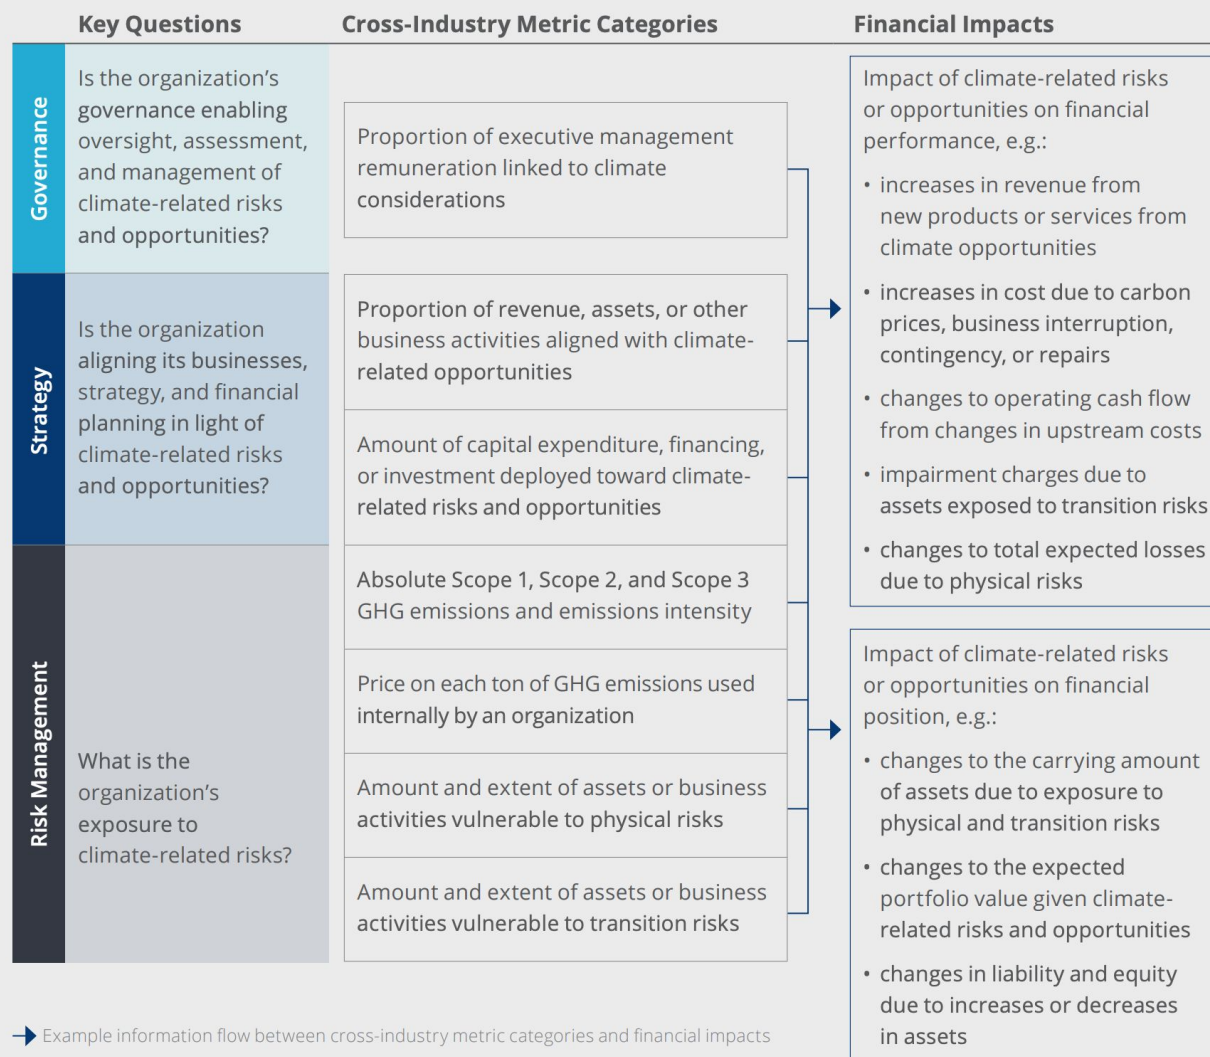 Key Questions
Cross-Industry Metric Categories
Financial Impacts
Governance
Is the organization's
governance enabling
oversight, assessment,
and management of
climate-related risks
and opportunities?
Proportion of executive management
remuneration linked to climate
considerations
Strategy
Is the organization
aligning its businesses,
strategy, and financial
planning in light of
climate-related risks
and opportunities?
Proportion of revenue, assets, or other
business activities aligned with climate-
related opportunities
Amount of capital expenditure, financing,
or investment deployed toward climate-
related risks and opportunities
Risk Management
What is the
organization's
exposure to
climate-related risks?
Absolute Scope 1, Scope 2, and Scope 3
GHG emissions and emissions intensity
Price on each ton of GHG emissions used
internally by an organization
Amount and extent of assets or business
activities vulnerable to physical risks
Amount and extent of assets or business
activities vulnerable to transition risks
Impact of climate-related risks
or opportunities on financial
performance, e.g.:
• increases in revenue from
new products or services from
climate opportunities
• increases in cost due to carbon
prices, business interruption,
contingency, or repairs
• changes to operating cash flow
from changes in upstream costs
• impairment charges due to
assets exposed to transition risks
• changes to total expected losses
due to physical risks
Impact of climate-related risks
or opportunities on financial
position, e.g.:
• changes to the carrying amount
of assets due to exposure to
physical and transition risks
• changes to the expected
portfolio value given climate-
related risks and opportunities
• changes in liability and equity
due to increases or decreases
in assets
Example information flow between cross-industry metric categories and financial impacts